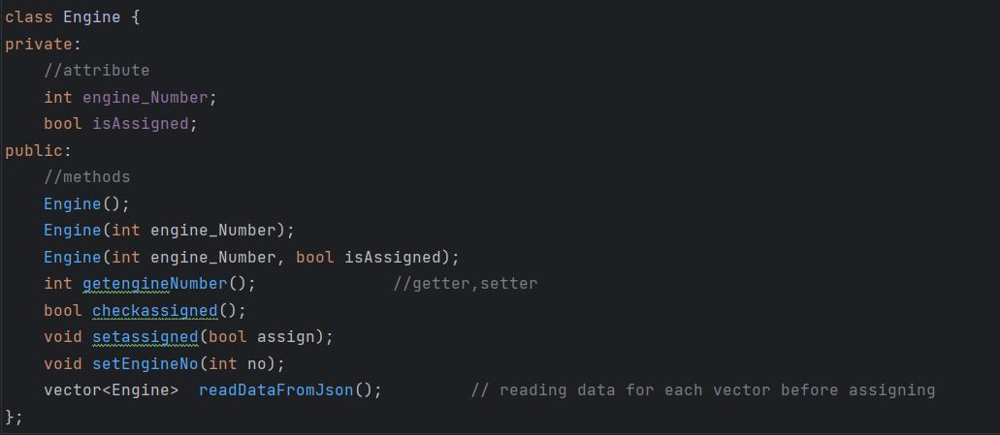 class Engine {
private:
    //attribute
    int engine_Number;
    bool isAssigned;
public:
    //methods
    Engine();
    Engine(int engine_Number);
    Engine(int engine_Number, bool isAssigned);
    int getengineNumber();              //getter,setter
    bool checkassigned();
    void setassigned(bool assign);
    void setEngineNo(int no);
    vector<Engine>  readDataFromJson();         // reading data for each vector before assigning
};